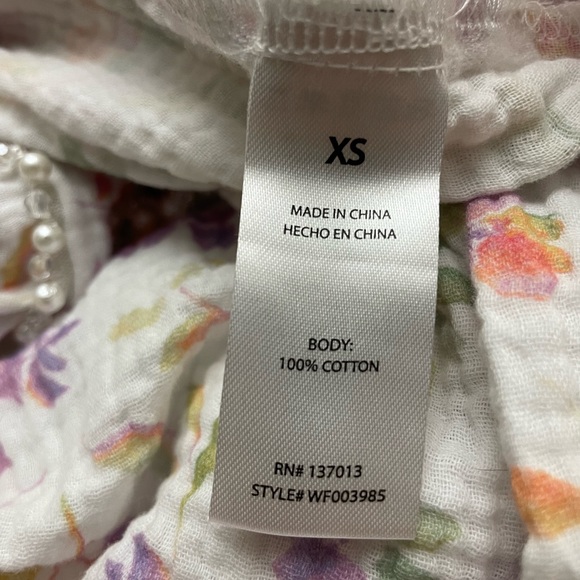 XS
MADE IN CHINA
HECHO EN CHINA
BODY:
100% COTTON
RN# 137013
STYLE# WF003985